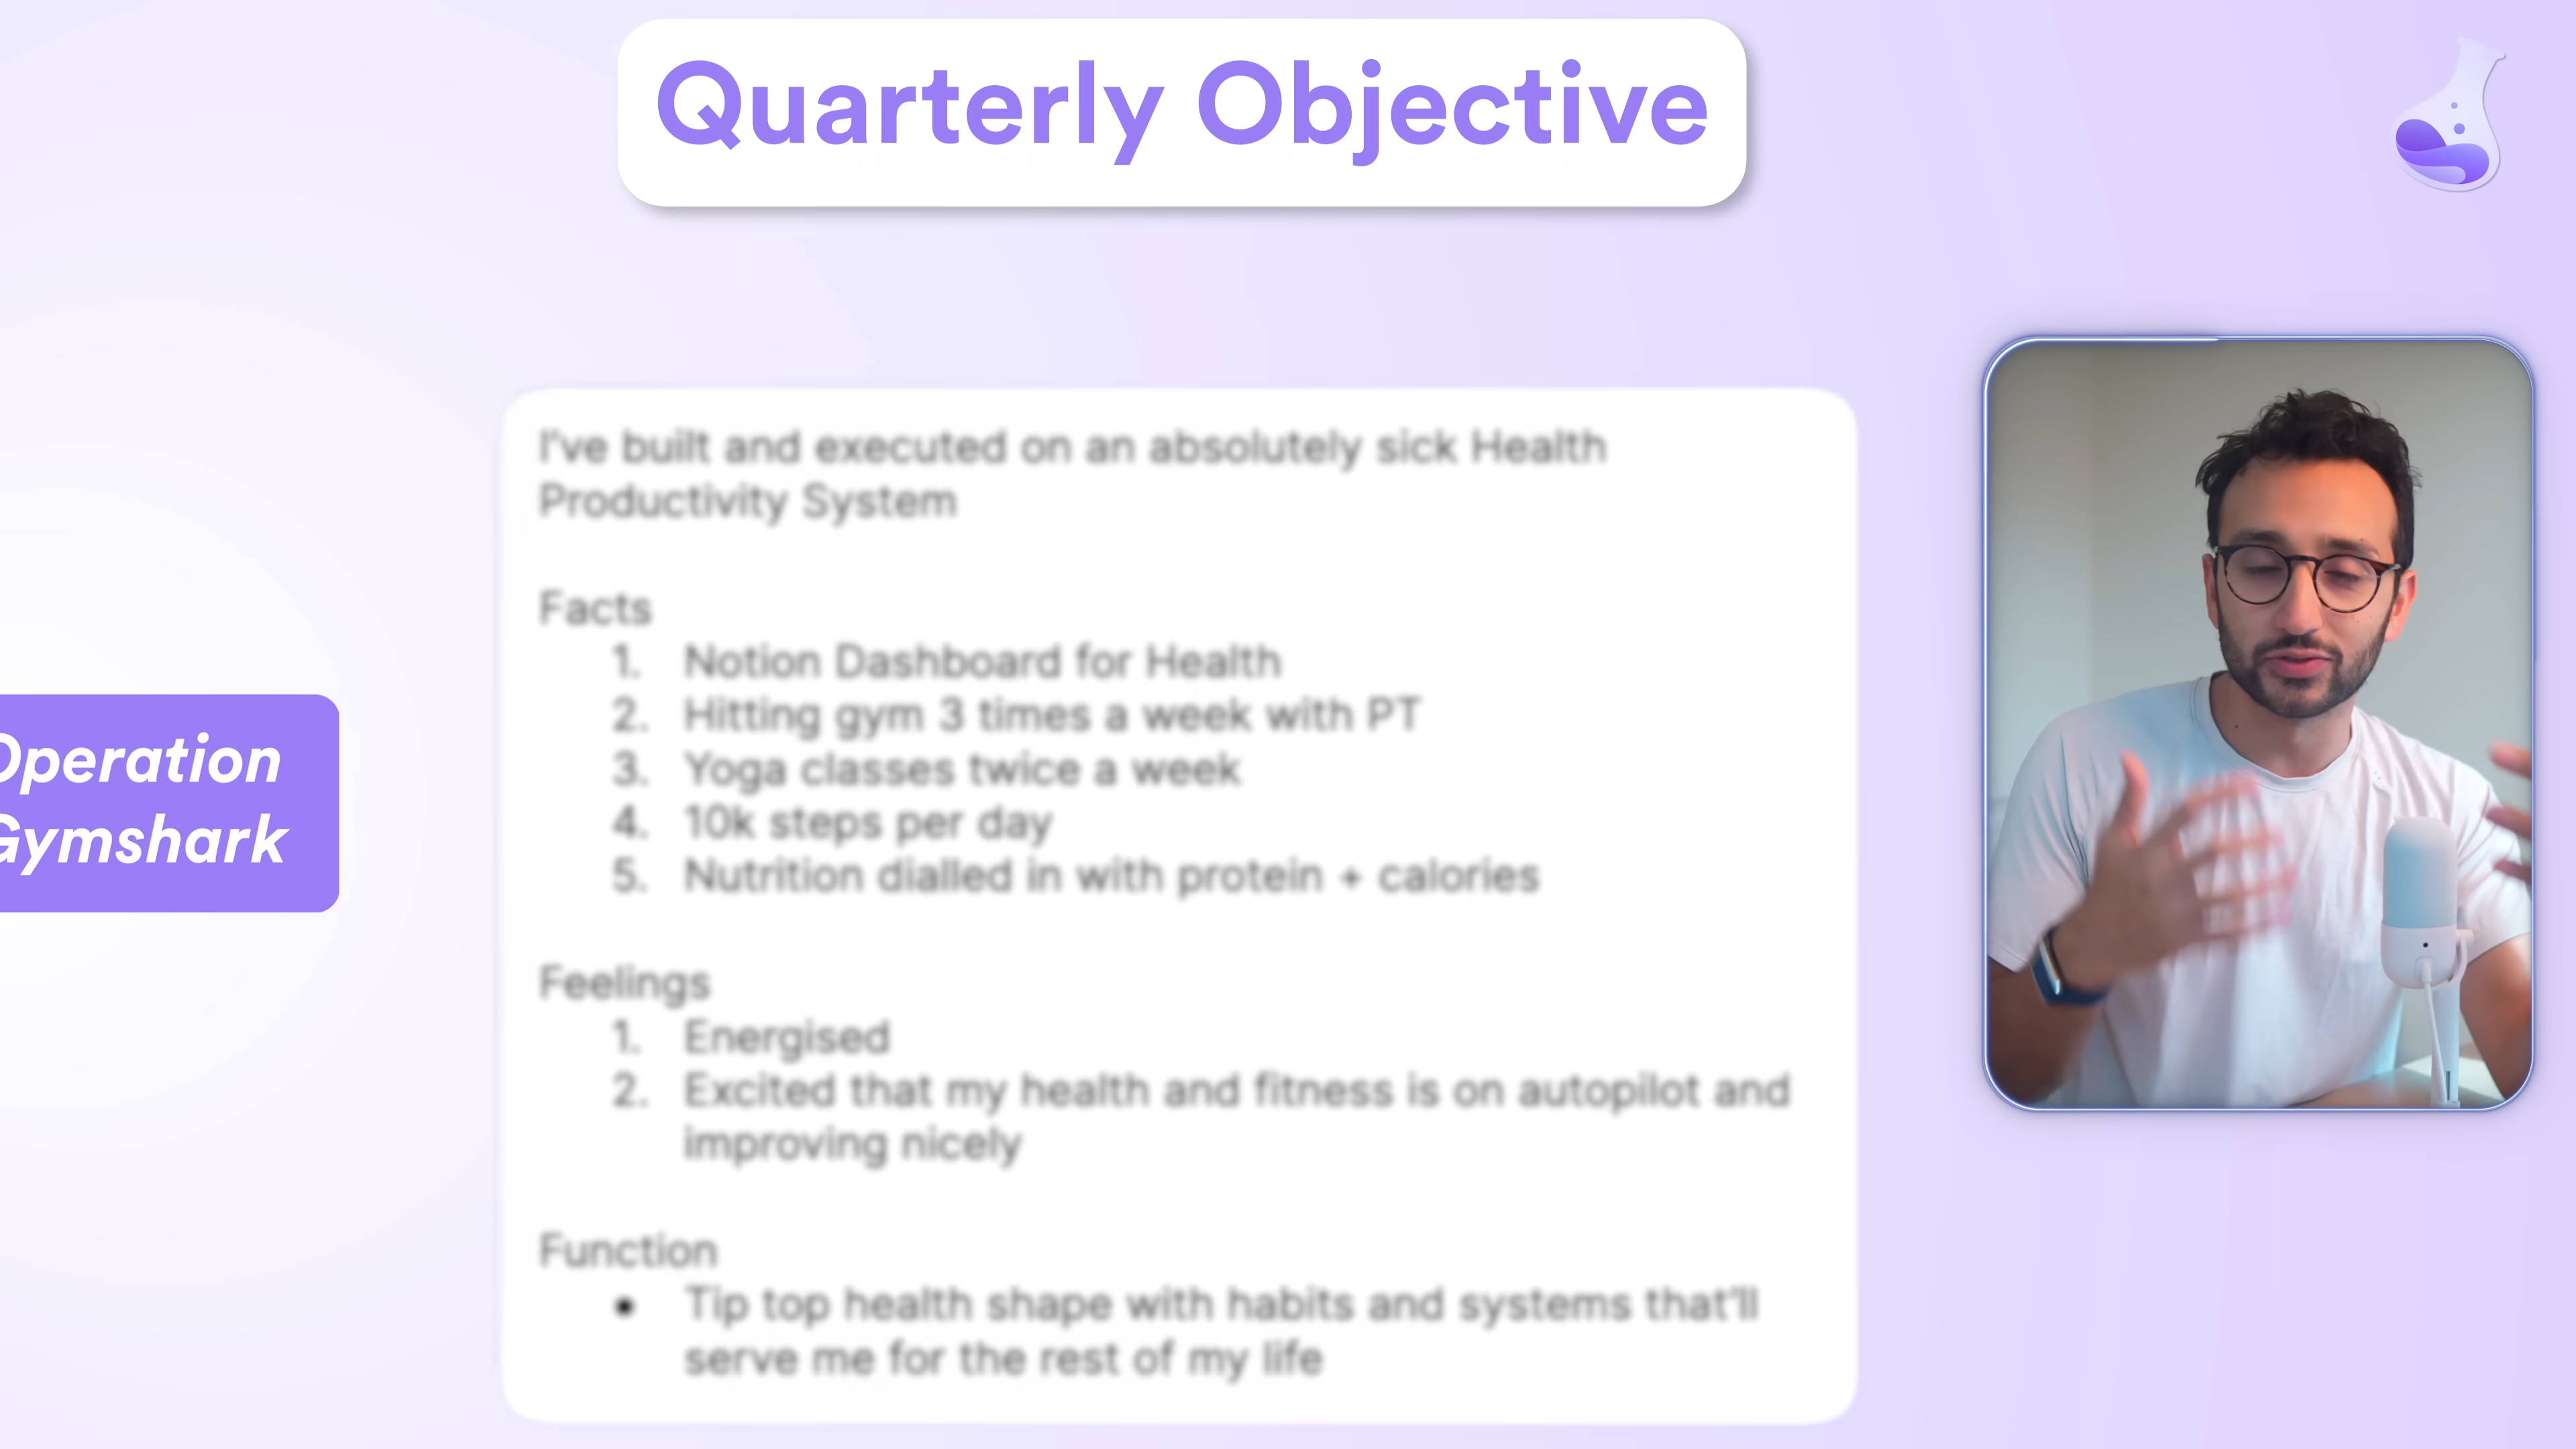 Quarterly Objective
I've built and executed on an absolutely sick Health
Productivity System
Facts
1. Notion Dashboard for Health
2. Hitting gym 3 times a week with PT
3. Yoga classes twice a week
4. 10k steps per day
5. Nutrition dialled in with protein + calories
Feelings
1. Energised
2. Excited that my health and fitness is on autopilot and
improving nicely
Function
• Tip top health shape with habits and systems that'll
serve me for the rest of my life
Operation
Gymshark